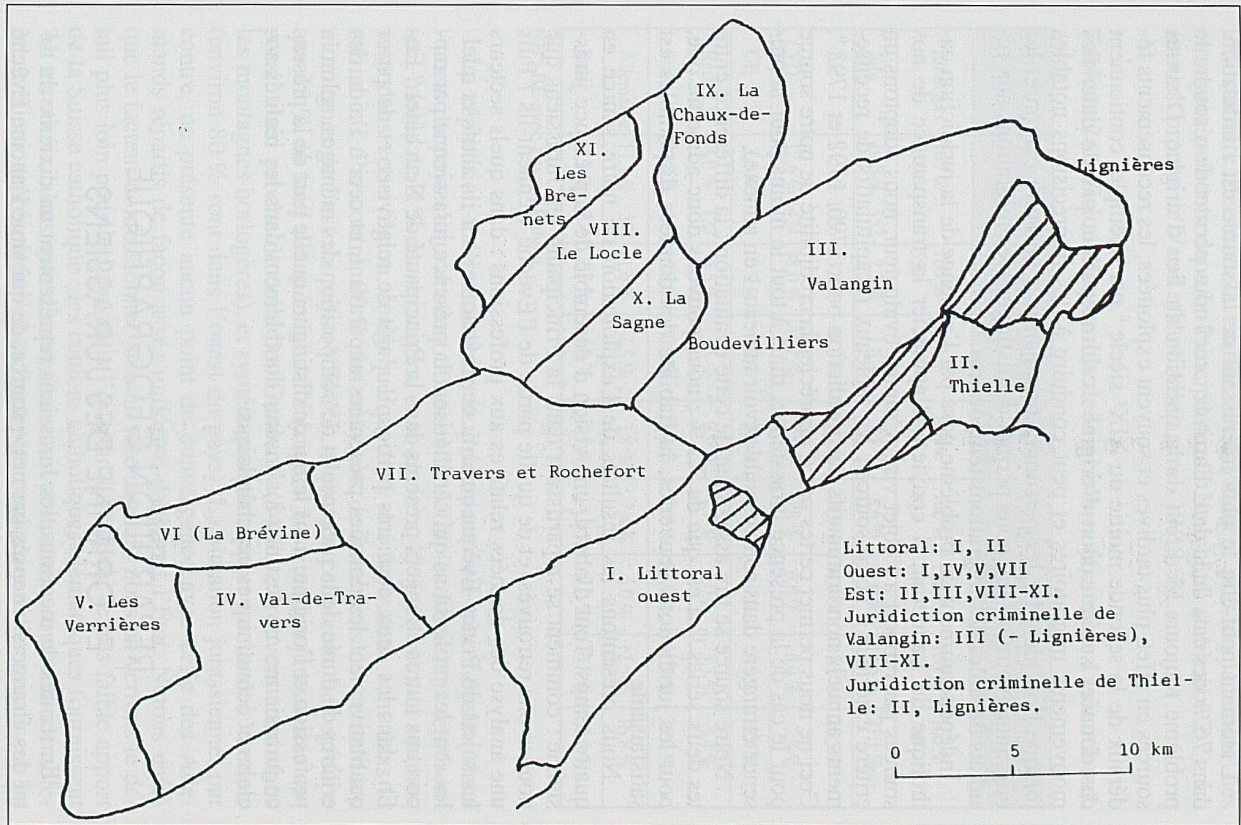 IX. La
Chaux-de-
Fonds
XI.
Les
Bre-
nets
Lignières
VIII.
Le Locle
III.
Valangin
X. La
Sagne
Boudevilliers
II.
Thielle
VII. Travers et Rochefort
VI (La Brévine)
I. Littoral
ouest
V. Les
Verrières
IV. Val-de-Tra-
vers
Littoral: I, II
Ouest: I,IV,V,VII
Est: II,III,VIII-XI.
Juridiction criminelle de
Valangin: III (- Lignières),
VIII-XI.
Juridiction criminelle de Thiel-
le: II, Lignières.
0 5 10 km